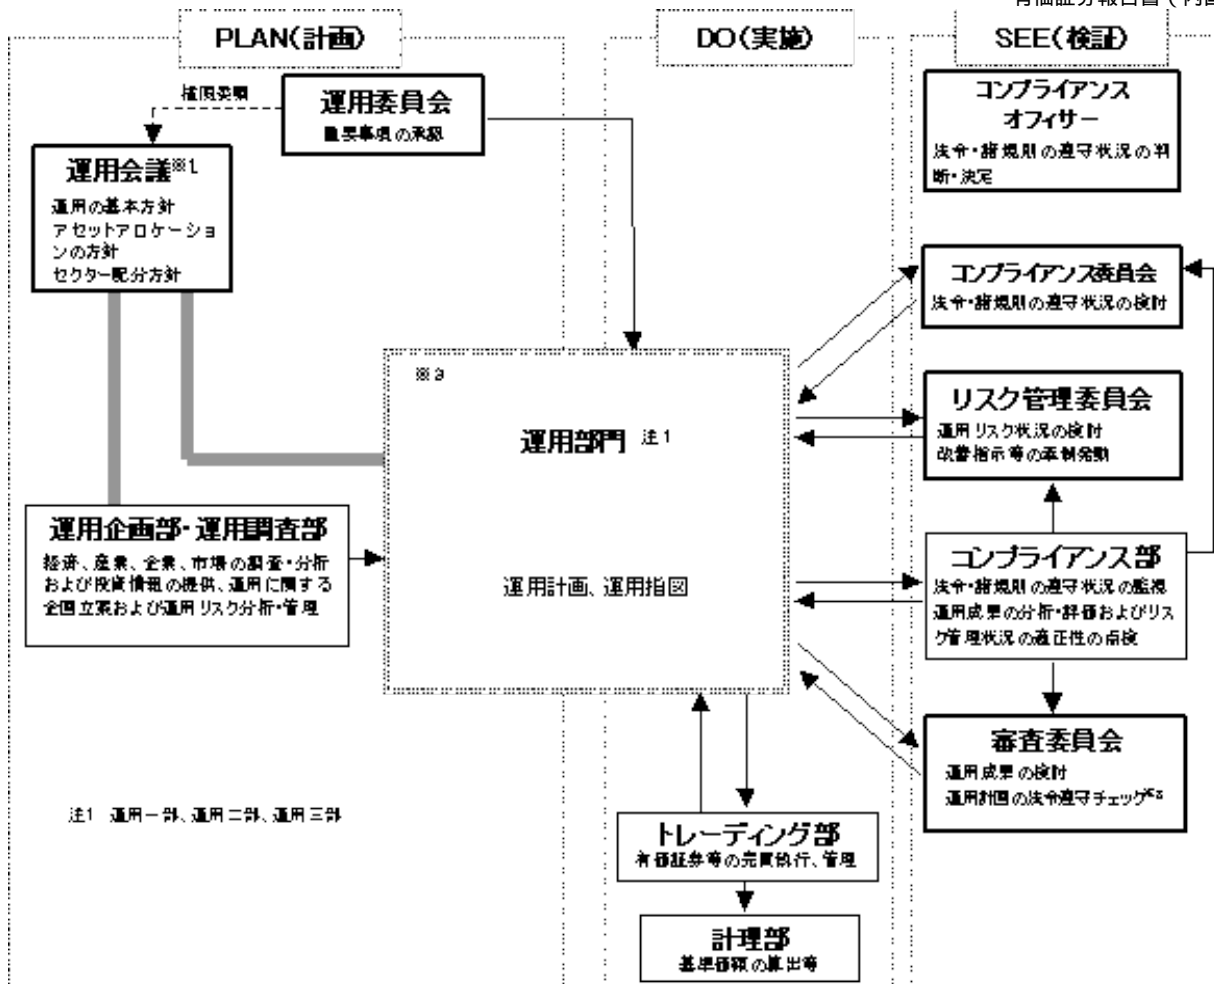 PLAN(計画)
DO(実施)
SEE(検証)
権限委嘱
運用委員会
重要事項の承認
運用会議※1
運用の基本方針
アセットアロケーショ
ンの方針
セクター配分方針
運用企画部・運用調査部
経済、産業、企業、市場の調査・分析
および投資情報の提供、運用に関する
企画立案および運用リスク分析・管理
注1 運用一部、運用二部、運用三部
※3
運用部門 注1
運用計画、運用指図
トレーディング部
有価証券等の売買執行、管理
計理部
基準価額の算出等
コンプライアンス
オフィサー
法令・諸規則の遵守状況の判
断・決定
コンプライアンス委員会
法令・諸規則の遵守状況の検討
リスク管理委員会
運用リスク状況の検討
改善指示等の牽制発動
コンプライアンス部
法令・諸規則の遵守状況の監視
運用成果の分析・評価およびリス
ク管理状況の適正性の点検
審査委員会
運用成果の検討
運用計画の法令遵守チェック